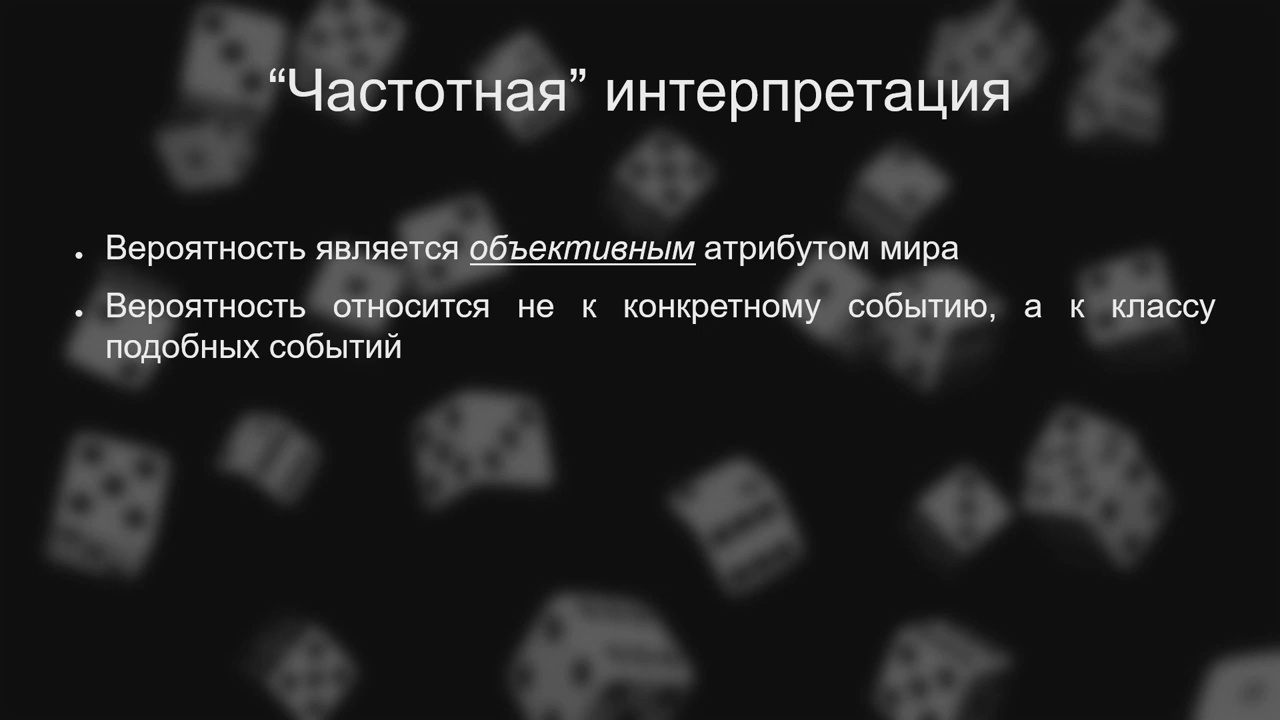 “Частотная” интерпретация
• Вероятность является объективным атрибутом мира
• Вероятность относится не к конкретному событию, а к классу
подобных событий